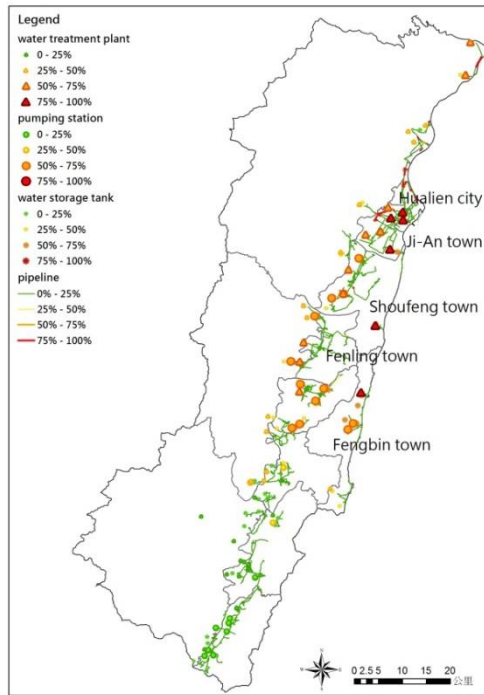 Legend
water treatment plant
0 - 25%
25% - 50%
50% - 75%
75% - 100%
pumping station
0 - 25%
25% - 50%
50% - 75%
75% - 100%
water storage tank
0 - 25%
25% - 50%
50% - 75%
75% - 100%
pipeline
0% - 25%
25% - 50%
50% - 75%
75% - 100%
Hualien city
Ji-An town
Shoufeng town
Fenling town
Fengbin town
0 2.5 5 10 15 20 公里